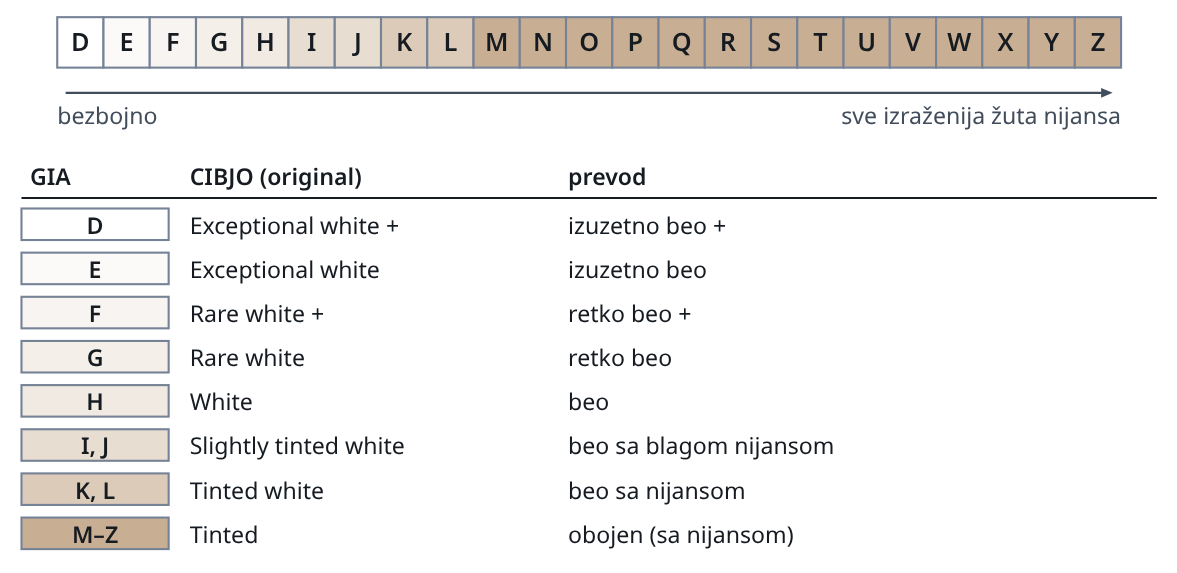 D E F G H I J K L M N O P Q R S T U V W X Y Z
bezbojno sve izraženija žuta nijansa
GIA CIBJO (original) prevod
D Exceptional white + izuzetno beo +
E Exceptional white izuzetno beo
F Rare white + retko beo +
G Rare white retko beo
H White beo
I, J Slightly tinted white beo sa blagom nijansom
K, L Tinted white beo sa nijansom
M–Z Tinted obojen (sa nijansom)